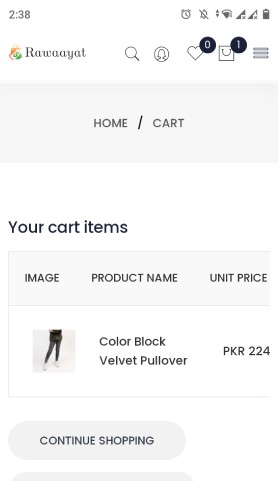 2:38
Rawaayat
0
1
HOME / CART
Your cart items
IMAGE PRODUCT NAME UNIT PRICE
Color Block
Velvet Pullover
PKR 224
CONTINUE SHOPPING